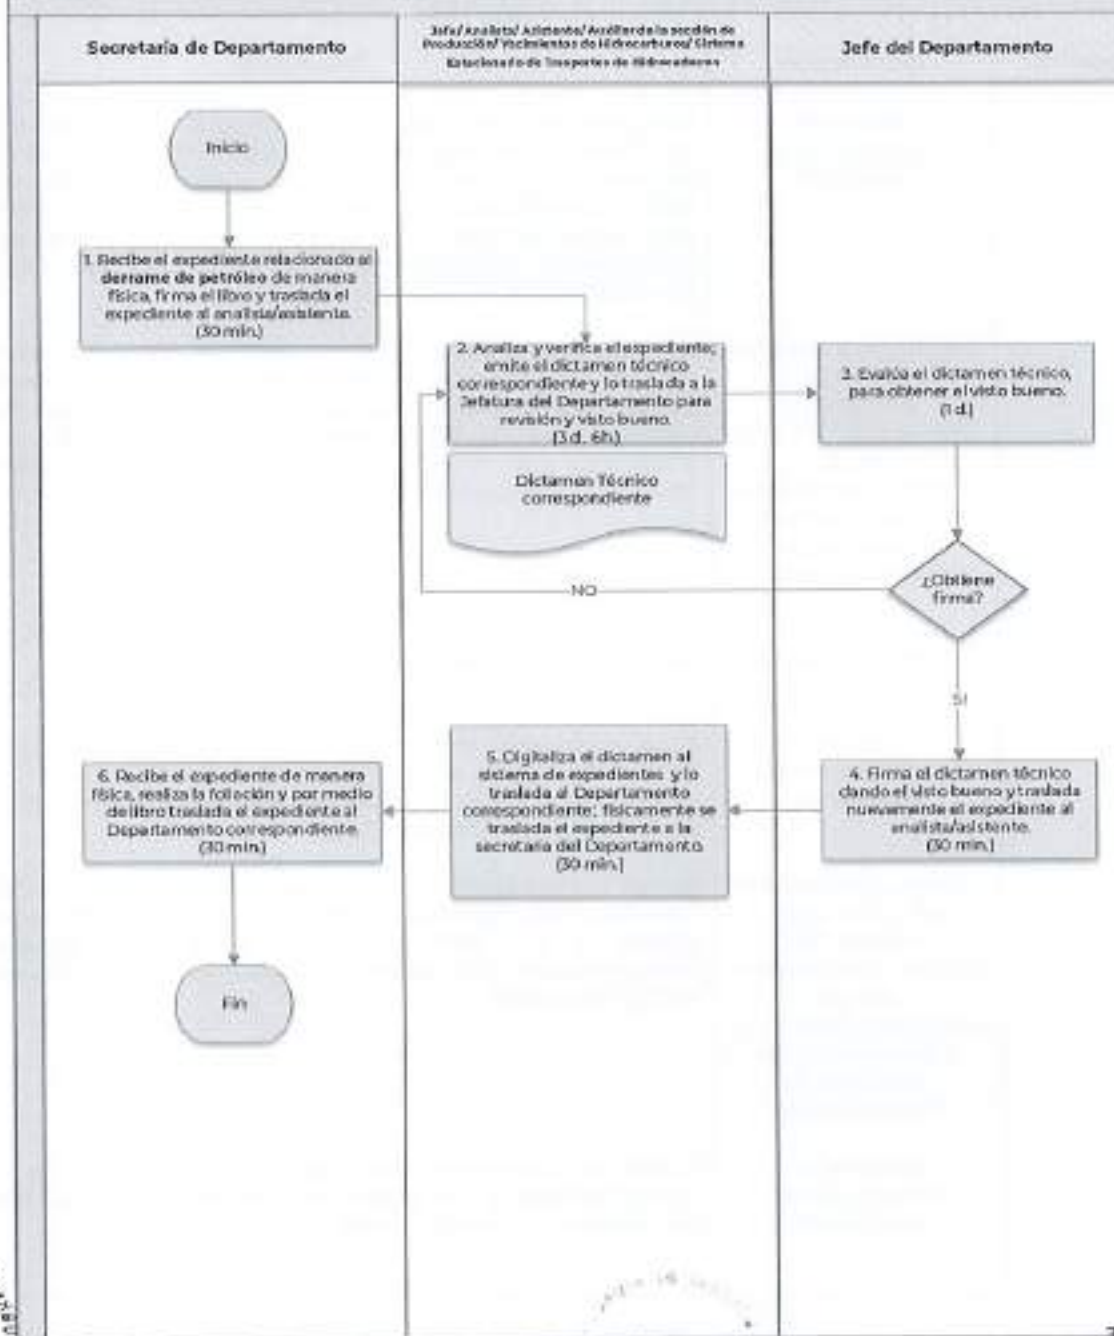 Secretaria de Departamento
Jefe/ Analista/ Asistente/ Auxiliar de la sección de
Producción/ Yacimientos de Hidrocarburos/ Sistema
Estacionario de Trasportes de Hidrocarburos
Jefe del Departamento
Inicio
1. Recibe el expediente relacionado al
derrame de petróleo de manera
física, firma el libro y traslada el
expediente al analista/asistente.
(30 min.)
2. Analiza y verifica el expediente;
emite el dictamen técnico
correspondiente y lo traslada a la
Jefatura del Departamento para
revisión y visto bueno.
(3 d. 6h.)
Dictamen Técnico
correspondiente
3. Evalúa el dictamen técnico,
para obtener el visto bueno.
(1 d.)
¿Obtiene
firma?
NO
SI
4. Firma el dictamen técnico
dando el visto bueno y traslada
nuevamente el expediente al
analista/asistente.
(30 min.)
5. Digitaliza el dictamen al
sistema de expedientes y lo
traslada al Departamento
correspondiente; físicamente se
traslada el expediente a la
secretaria del Departamento.
(30 min.)
6. Recibe el expediente de manera
física, realiza la foliación y por medio
de libro traslada el expediente al
Departamento correspondiente.
(30 min.)
Fin